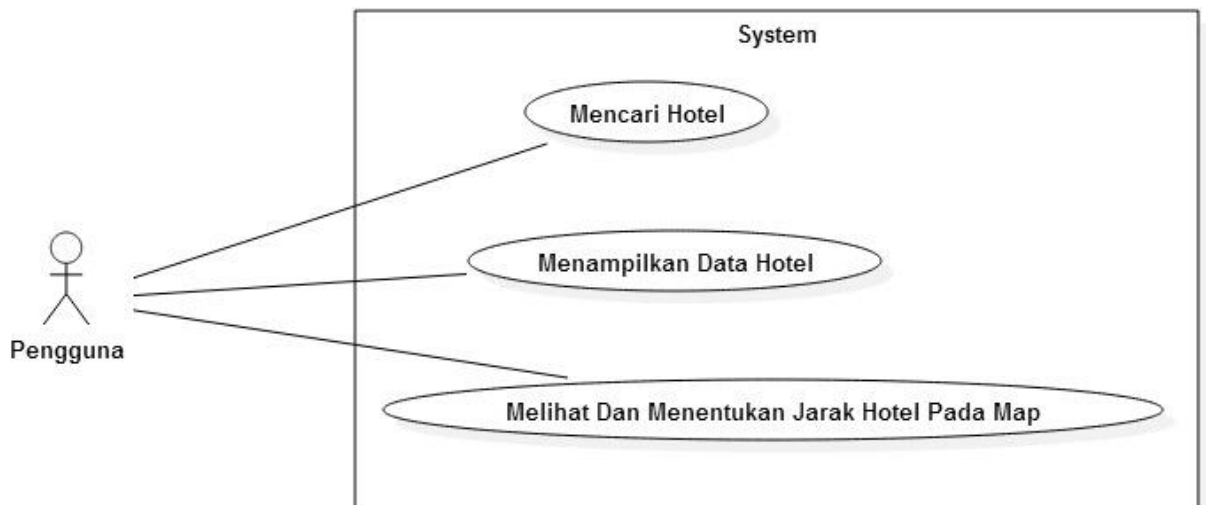 System
Mencari Hotel
Menampilkan Data Hotel
Pengguna
Melihat Dan Menentukan Jarak Hotel Pada Map